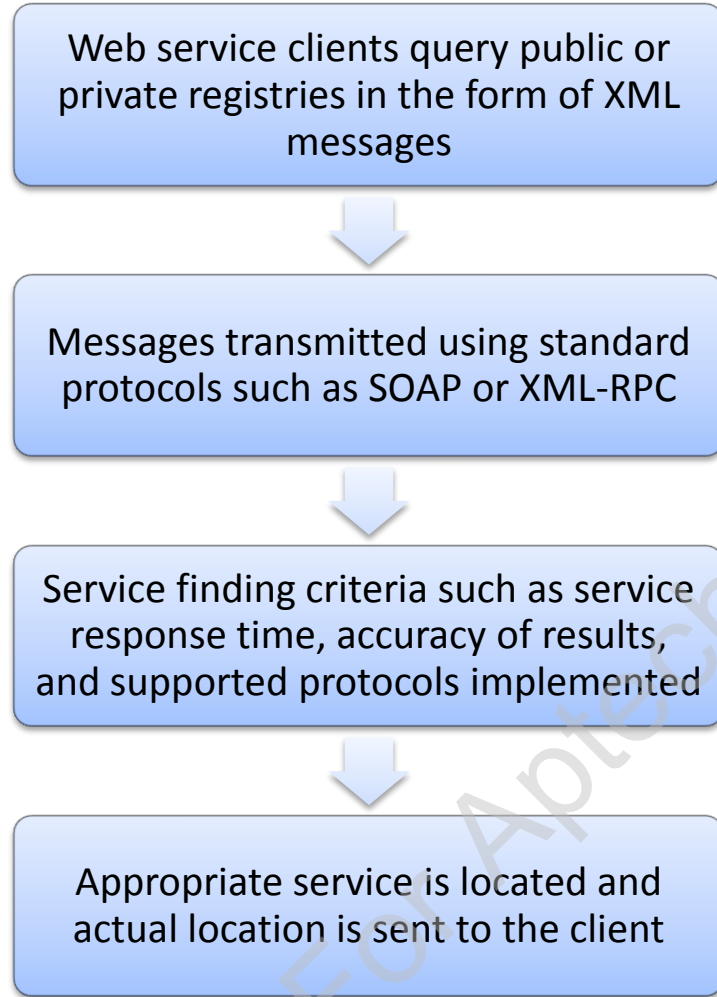 Web service clients query public or
private registries in the form of XML
messages
Messages transmitted using standard
protocols such as SOAP or XML-RPC
Service finding criteria such as service
response time, accuracy of results,
and supported protocols implemented
Appropriate service is located and
actual location is sent to the client
For Aptech